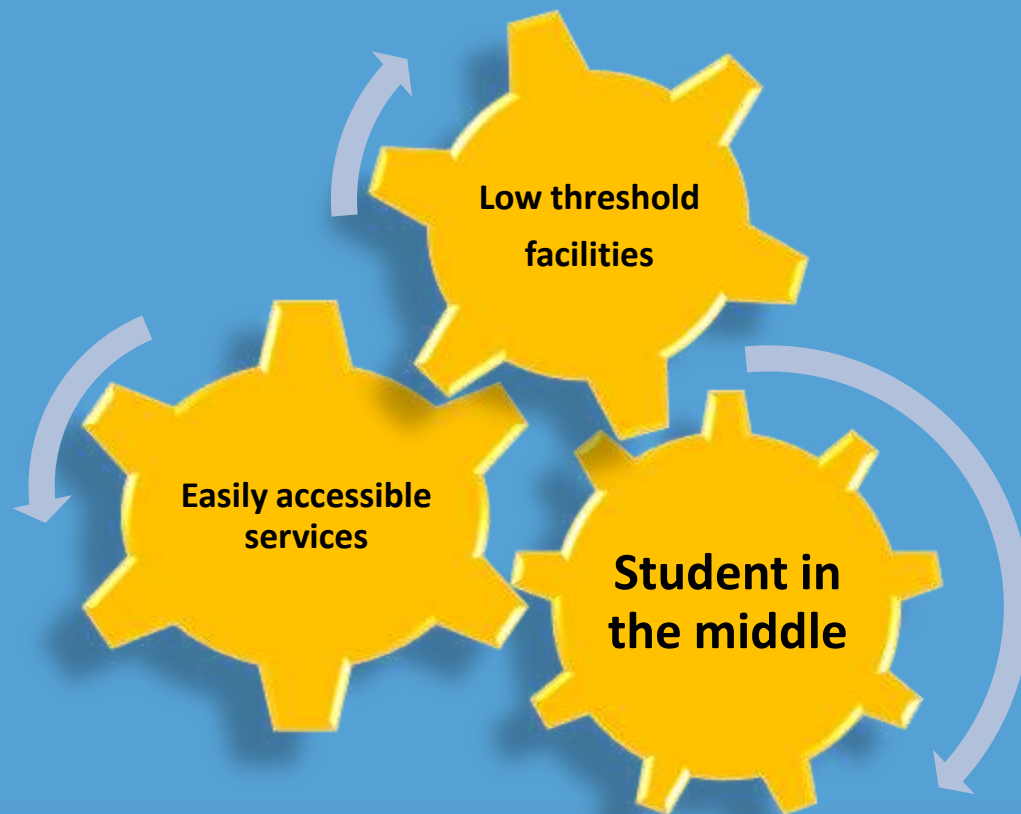 Low threshold
facilities
Easily accessible
services
Student in
the middle